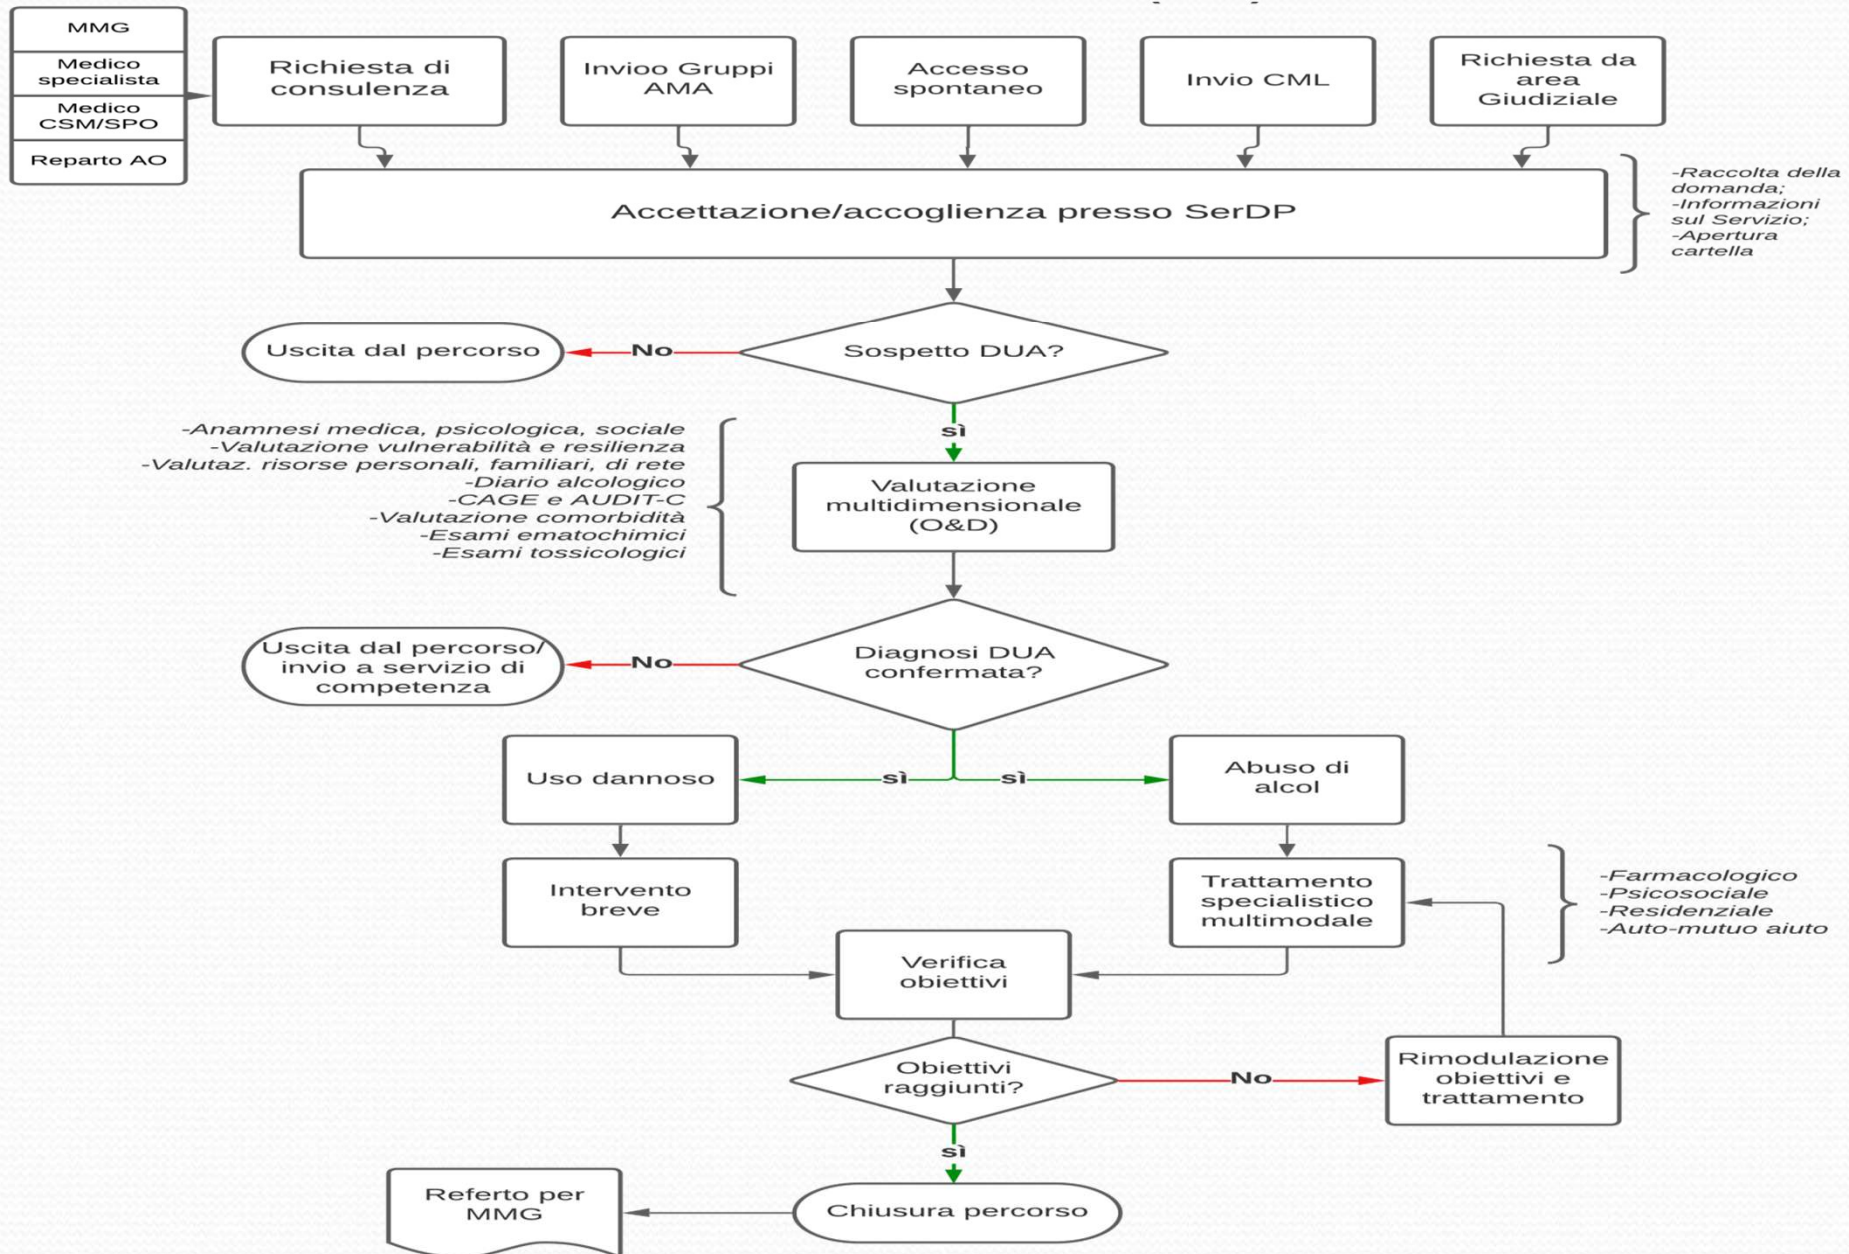 MMG
Medico
specialista
Medico
CSM/SPO
Reparto AO
Richiesta di
consulenza
Invioo Gruppi
AMA
Accesso
spontaneo
Invio CML
Richiesta da
area
Giudiziale
Accettazione/accoglienza presso SerDP
-Raccolta della
domanda;
-Informazioni
sul Servizio;
-Apertura
cartella
Sospetto DUA?
No
Uscita dal percorso
sì
-Anamnesi medica, psicologica, sociale
-Valutazione vulnerabilità e resilienza
-Valutaz. risorse personali, familiari, di rete
-Diario alcologico
-CAGE e AUDIT-C
-Valutazione comorbidità
-Esami ematochimici
-Esami tossicologici
Valutazione
multidimensionale
(O&D)
Diagnosi DUA
confermata?
No
Uscita dal percorso/
invio a servizio di
competenza
sì
sì
Uso dannoso
Abuso di
alcol
Intervento
breve
Trattamento
specialistico
multimodale
-Farmacologico
-Psicosociale
-Residenziale
-Auto-mutuo aiuto
Verifica
obiettivi
Obiettivi
raggiunti?
No
Rimodulazione
obiettivi e
trattamento
sì
Chiusura percorso
Referto per
MMG